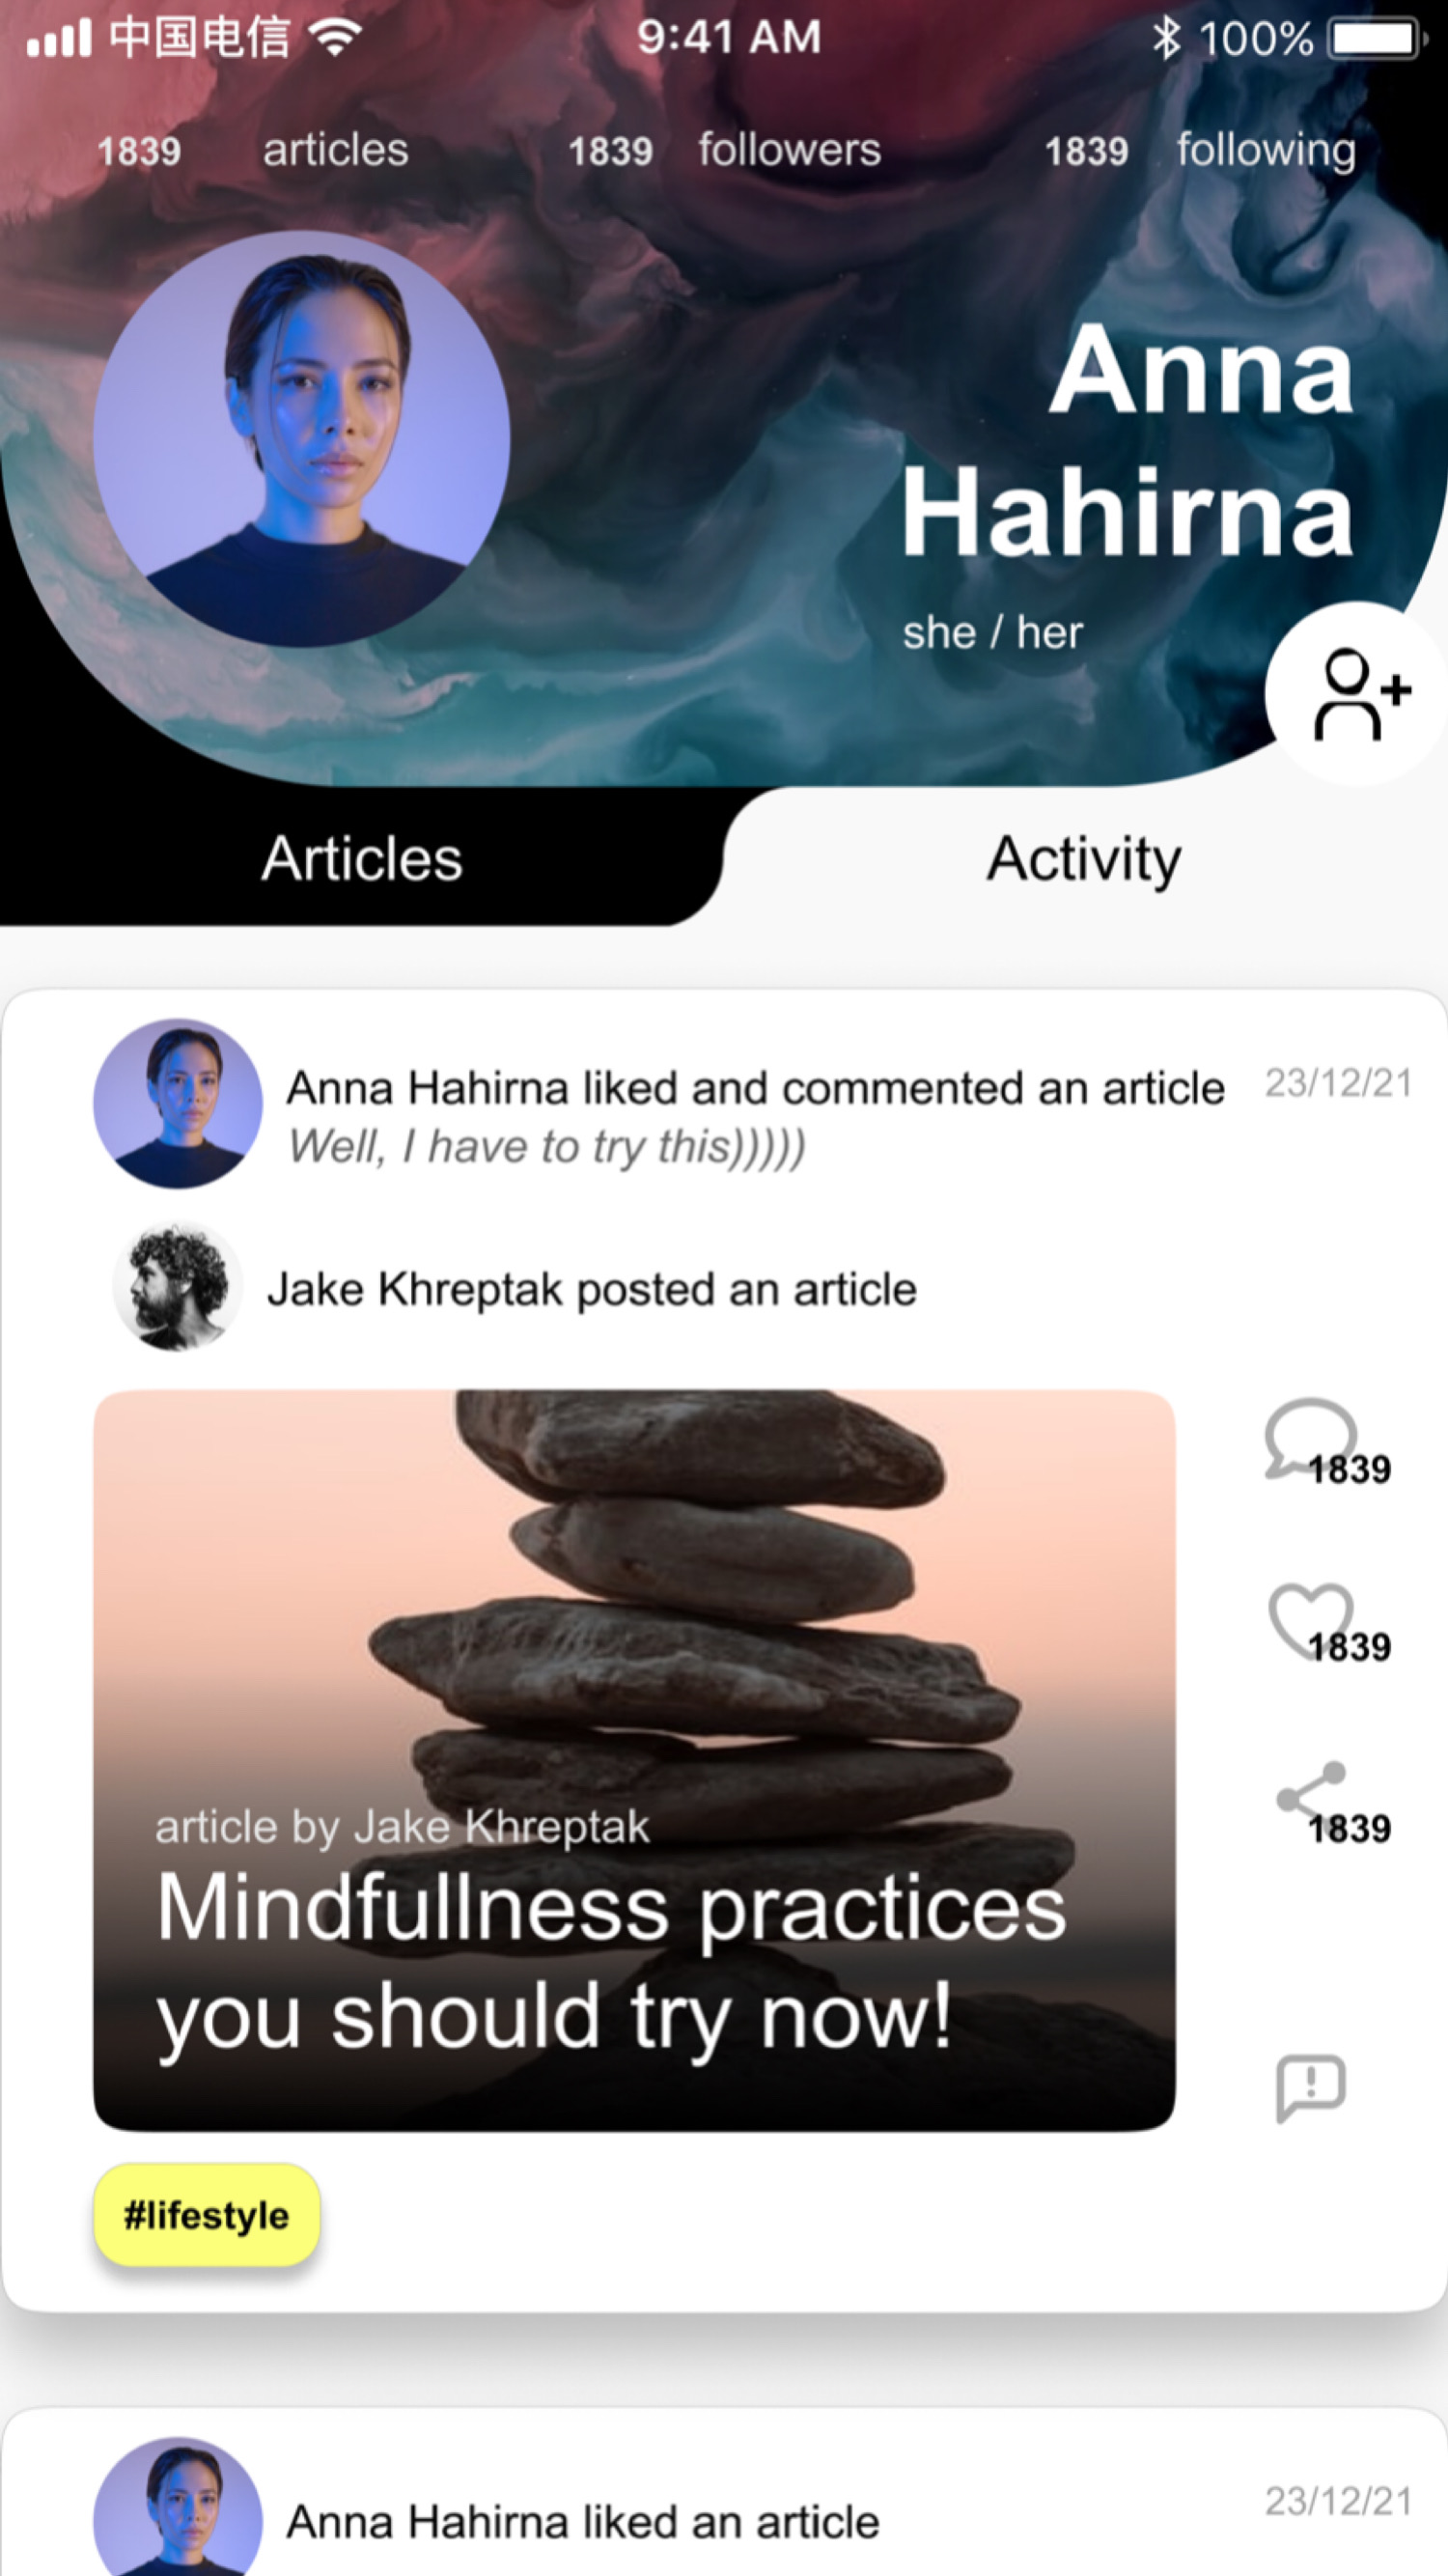 中国电信 9:41 AM 100%
1839 articles 1839 followers 1839 following
Anna
Hahirna
she / her
Articles Activity
Anna Hahirna liked and commented an article 23/12/21
Well, I have to try this)))))
Jake Khreptak posted an article
1839
1839
1839
article by Jake Khreptak
Mindfullness practices
you should try now!
#lifestyle
Anna Hahirna liked an article 23/12/21